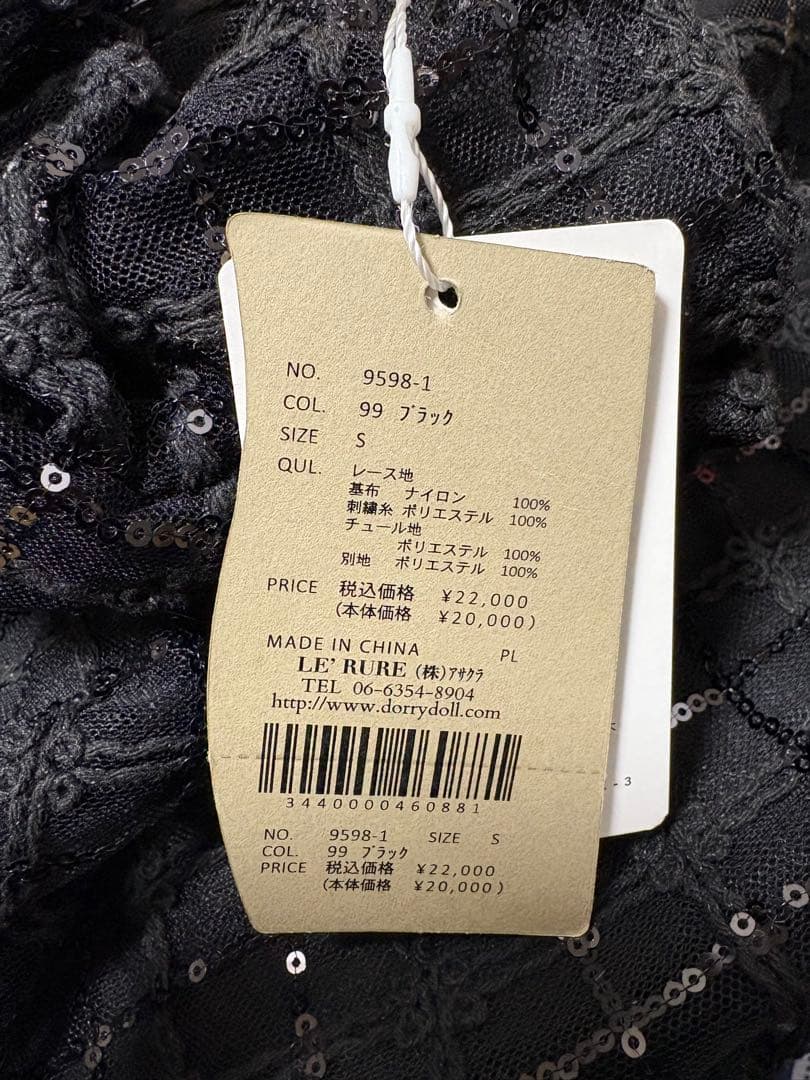 NO. 9598-1
COL. 99 ブラック
SIZE S
QUL. レース地
基布 ナイロン 100%
刺繍糸 ポリエステル 100%
チュール地
ポリエステル 100%
別地 ポリエステル 100%
PRICE 税込価格 ¥22,000
(本体価格 ¥20,000)
MADE IN CHINA PL
LE' RURE (株)アサクラ
TEL 06-6354-8904
http://www.dorrydoll.com
3440000460881
NO. 9598-1 SIZE S
COL. 99 ブラック
PRICE 税込価格 ¥22,000
(本体価格 ¥20,000)
- 3